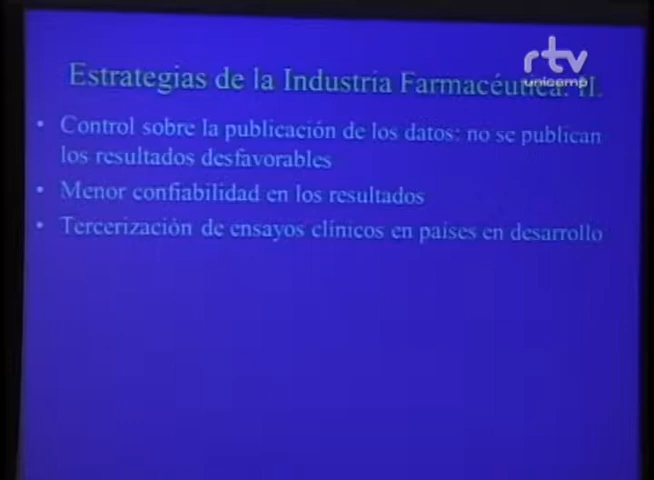 rtv
unicamp
Estrategias de la Industria Farmacéutica. II.
• Control sobre la publicación de los datos: no se publican
los resultados desfavorables
• Menor confiabilidad en los resultados
• Tercerización de ensayos clínicos en países en desarrollo